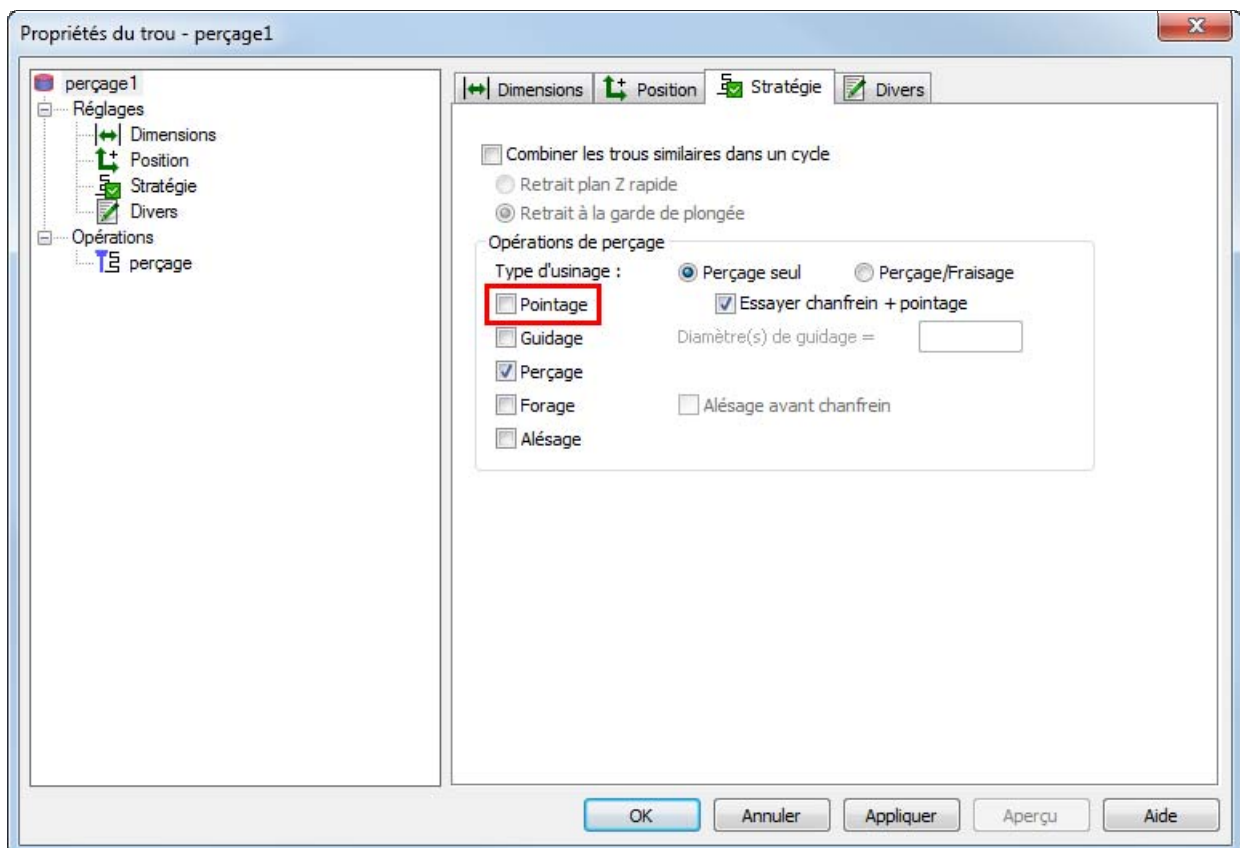 Propriétés du trou - perçage1
perçage1
Réglages
Dimensions
Position
Stratégie
Divers
Opérations
perçage
Dimensions Position Stratégie Divers
Combiner les trous similaires dans un cycle
Retrait plan Z rapide
Retrait à la garde de plongée
Opérations de perçage
Type d'usinage : Perçage seul Perçage/Fraisage
Pointage Essayer chanfrein + pointage
Guidage Diamètre(s) de guidage =
Perçage
Forage Alésage avant chanfrein
Alésage
OK Annuler Appliquer Aperçu Aide